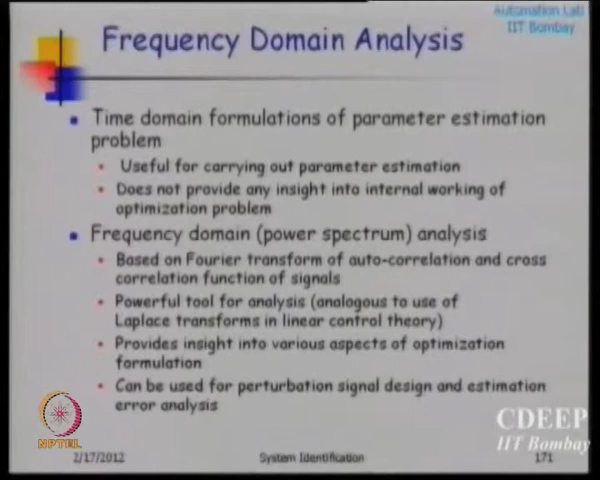 Automation Lab
IIT Bombay
Frequency Domain Analysis
Time domain formulations of parameter estimation
problem
Useful for carrying out parameter estimation
Does not provide any insight into internal working of
optimization problem
Frequency domain (power spectrum) analysis
Based on Fourier transform of auto-correlation and cross
correlation function of signals
Powerful tool for analysis (analogous to use of
Laplace transforms in linear control theory)
Provides insight into various aspects of optimization
formulation
Can be used for perturbation signal design and estimation
error analysis
NPTEL
CDEEP
IIT Bombay
2/17/2012
System Identification
171